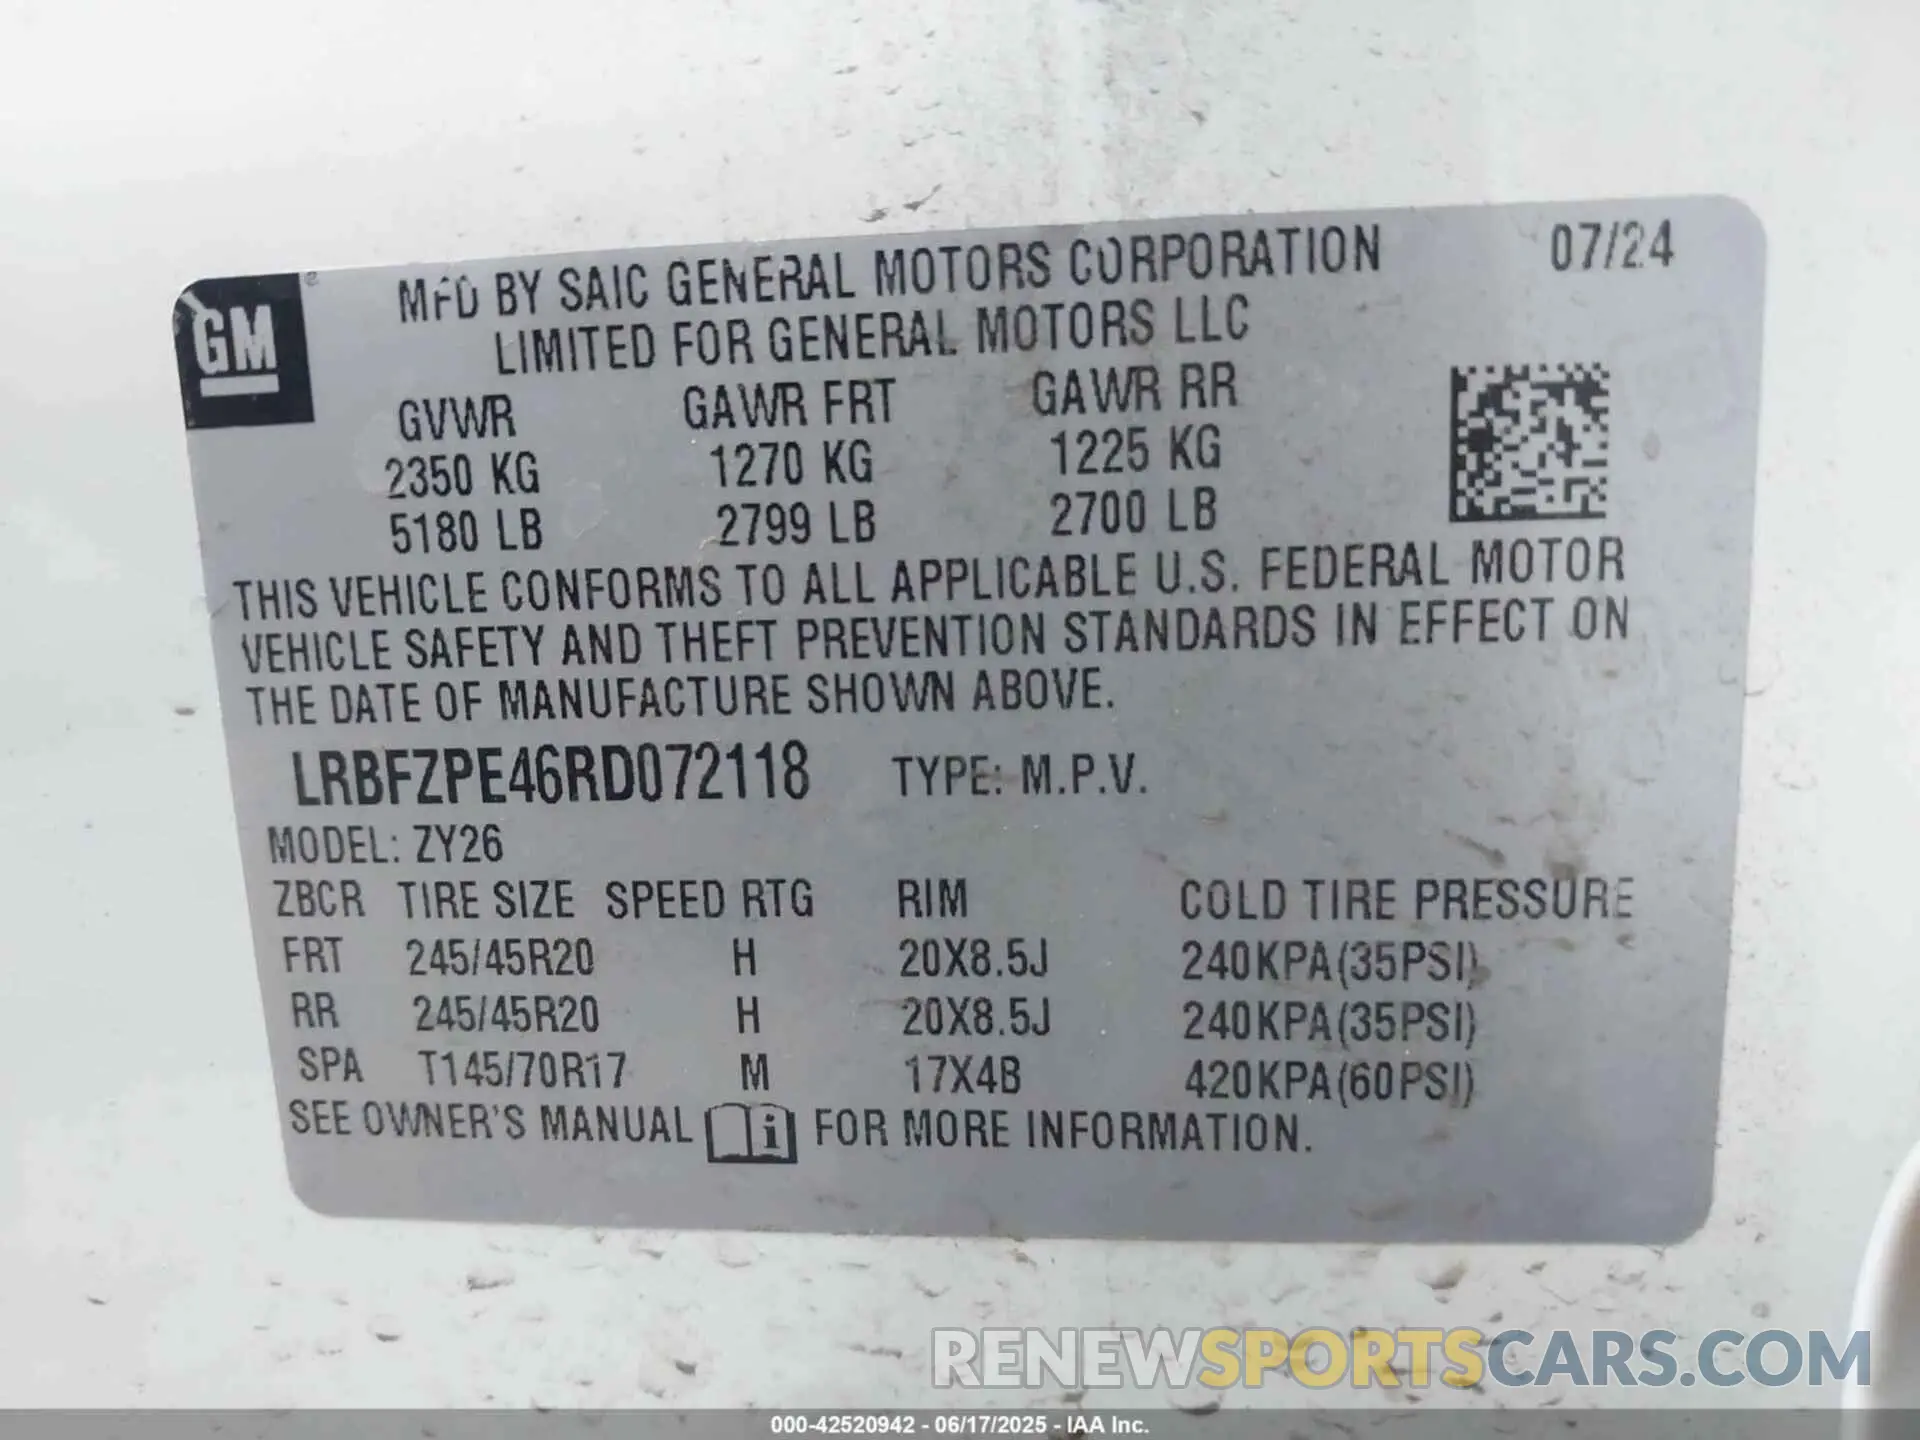 GM
MFD BY SAIC GENERAL MOTORS CORPORATION 07/24
LIMITED FOR GENERAL MOTORS LLC
GVWR GAWR FRT GAWR RR
2350 KG 1270 KG 1225 KG
5180 LB 2799 LB 2700 LB
THIS VEHICLE CONFORMS TO ALL APPLICABLE U.S. FEDERAL MOTOR
VEHICLE SAFETY AND THEFT PREVENTION STANDARDS IN EFFECT ON
THE DATE OF MANUFACTURE SHOWN ABOVE.
LRBFZPE46RD072118 TYPE: M.P.V.
MODEL: ZY26
ZBCR TIRE SIZE SPEED RTG RIM COLD TIRE PRESSURE
FRT 245/45R20 H 20X8.5J 240KPA(35PSI)
RR 245/45R20 H 20X8.5J 240KPA(35PSI)
SPA T145/70R17 M 17X4B 420KPA(60PSI)
SEE OWNER'S MANUAL i FOR MORE INFORMATION.
RENEWSPORTSCARS.COM
000-42520942 - 06/17/2025 - IAA Inc.